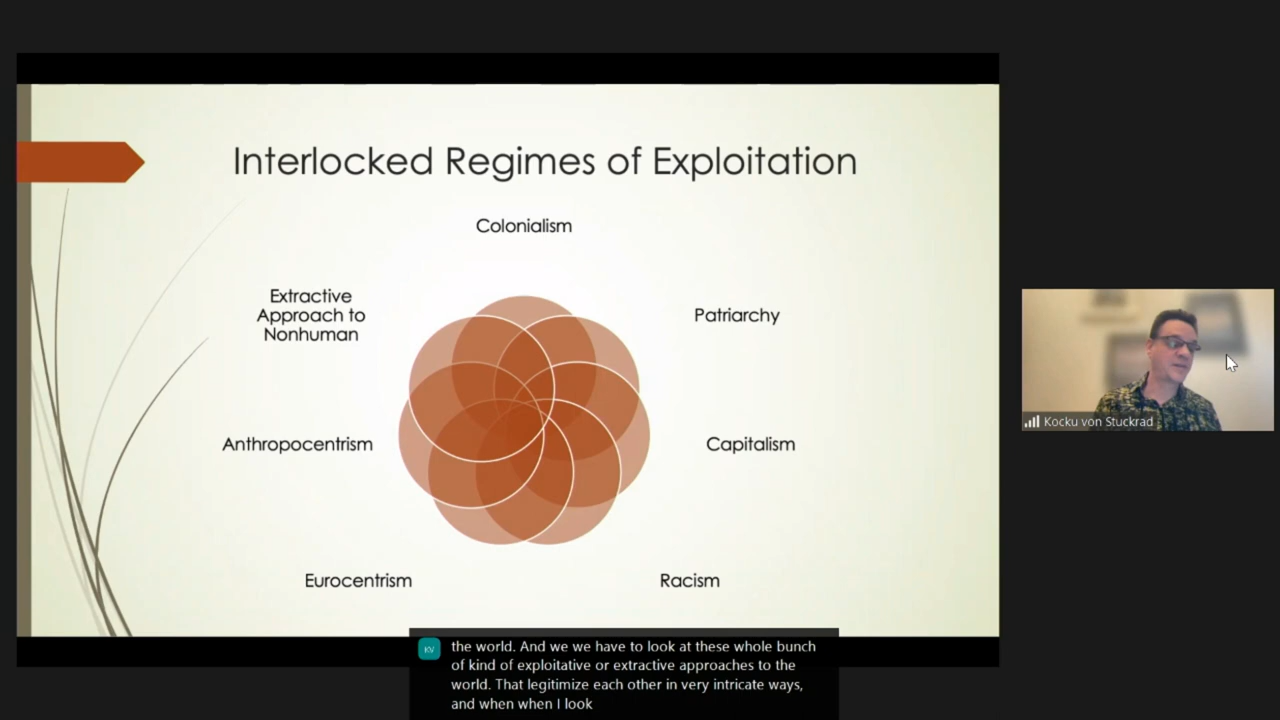 Interlocked Regimes of Exploitation
Colonialism
Extractive
Approach to
Nonhuman
Patriarchy
Anthropocentrism
Capitalism
Eurocentrism
Racism
Kocku von Stuckrad
KV
the world. And we we have to look at these whole bunch
of kind of exploitative or extractive approaches to the
world. That legitimize each other in very intricate ways,
and when when I look